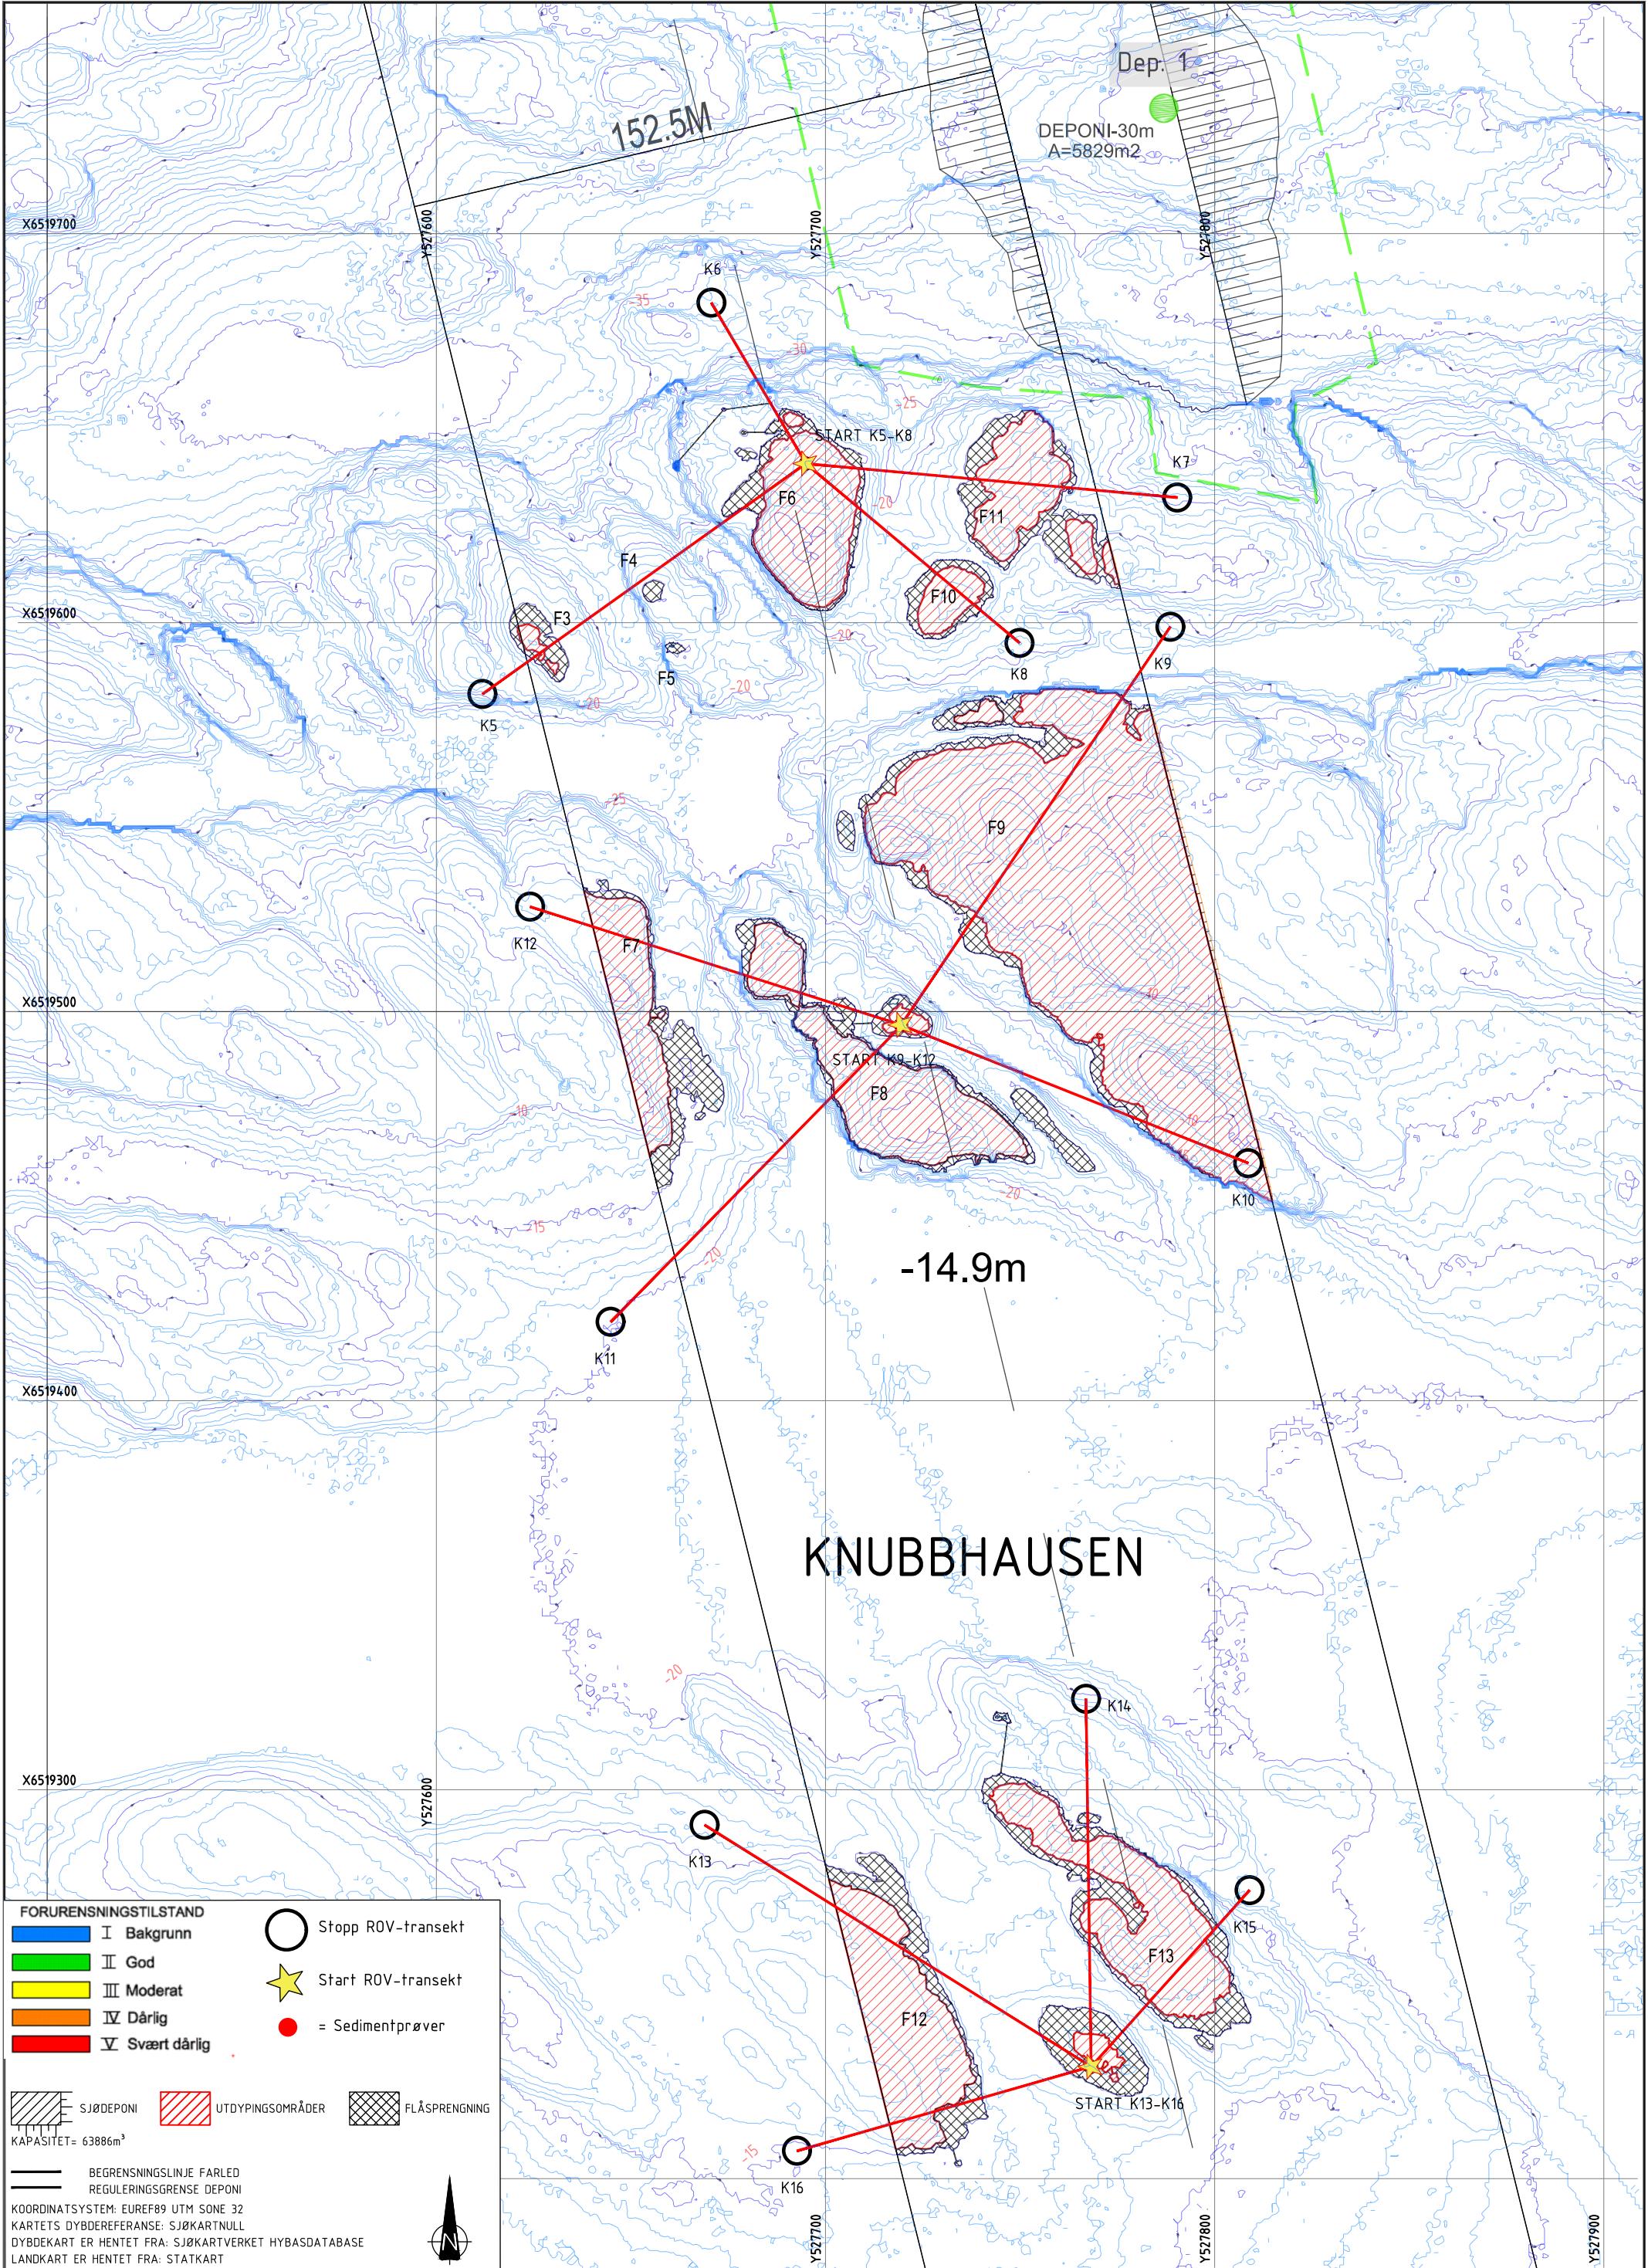 Dep. 1
152.5M
DEPONI-30m
A=5829m2
X6519700
Y527600
Y527700
Y527800
K6
-35
-30
-25
START K5-K8
K7
F6
-20
F11
F4
F10
X6519600
F3
-20
K9
K8
F5
-20
-20
K5
-25
F9
K12
F7
-10
X6519500
START K9-K12
F8
-10
-10
-20
K10
-15
-20
-14.9m
K11
X6519400
KNUBBHAUSEN
-20
K14
X6519300
Y527600
K13
K15
F13
F12
START K13-K16
-15
K16
Y527700
Y527800
Y527900
FORURENSNINGSTILSTAND
I Bakgrunn
II God
III Moderat
IV Dårlig
V Svært dårlig
Stopp ROV-transekt
Start ROV-transekt
= Sedimentprøver
SJØDEPONI
UTDYPINGSOMRÅDER
FLÅSPRENGNING
KAPASITET= 63886m³
BEGRENSNINGSLINJE FARLED
REGULERINGSGRENSE DEPONI
KOORDINATSYSTEM: EUREF89 UTM SONE 32
KARTETS DYBDEREFERANSE: SJØKARTNULL
DYBDEKART ER HENTET FRA: SJØKARTVERKET HYBASDATABASE
LANDKART ER HENTET FRA: STATKART
N